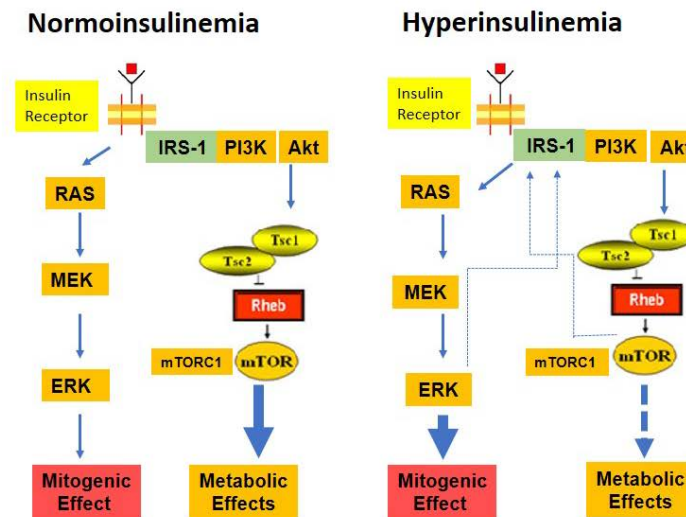 Normoinsulinemia
Insulin
Receptor
IRS-1 PI3K Akt
RAS
Tsc1
Tsc2
MEK
Rheb
mTORC1 mTOR
ERK
Mitogenic
Effect
Metabolic
Effects
Hyperinsulinemia
Insulin
Receptor
IRS-1 PI3K Akt
RAS
Tsc1
Tsc2
MEK
Rheb
mTORC1 mTOR
ERK
Mitogenic
Effect
Metabolic
Effects